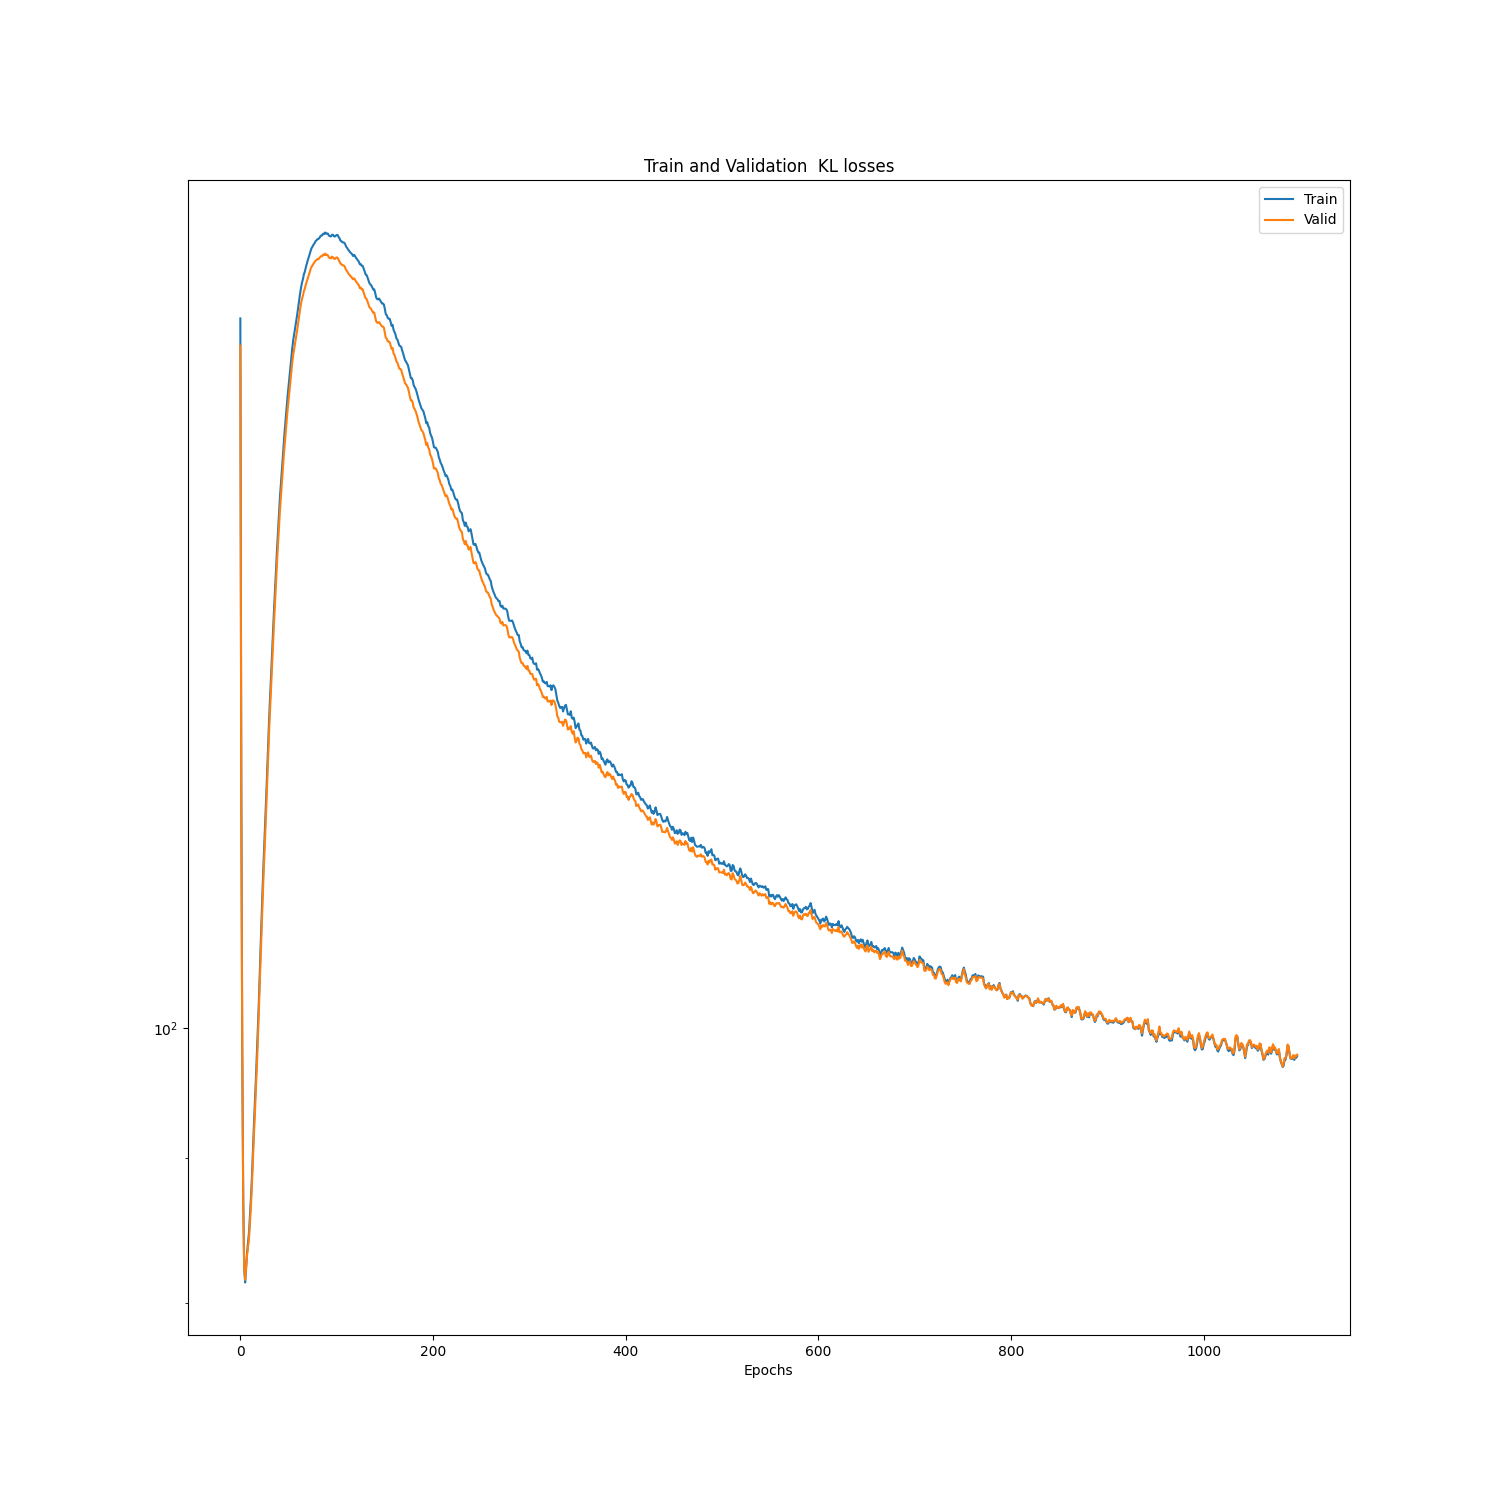 Train and Validation  KL losses
Train
Valid
10²
0 200 400 600 800 1000
Epochs